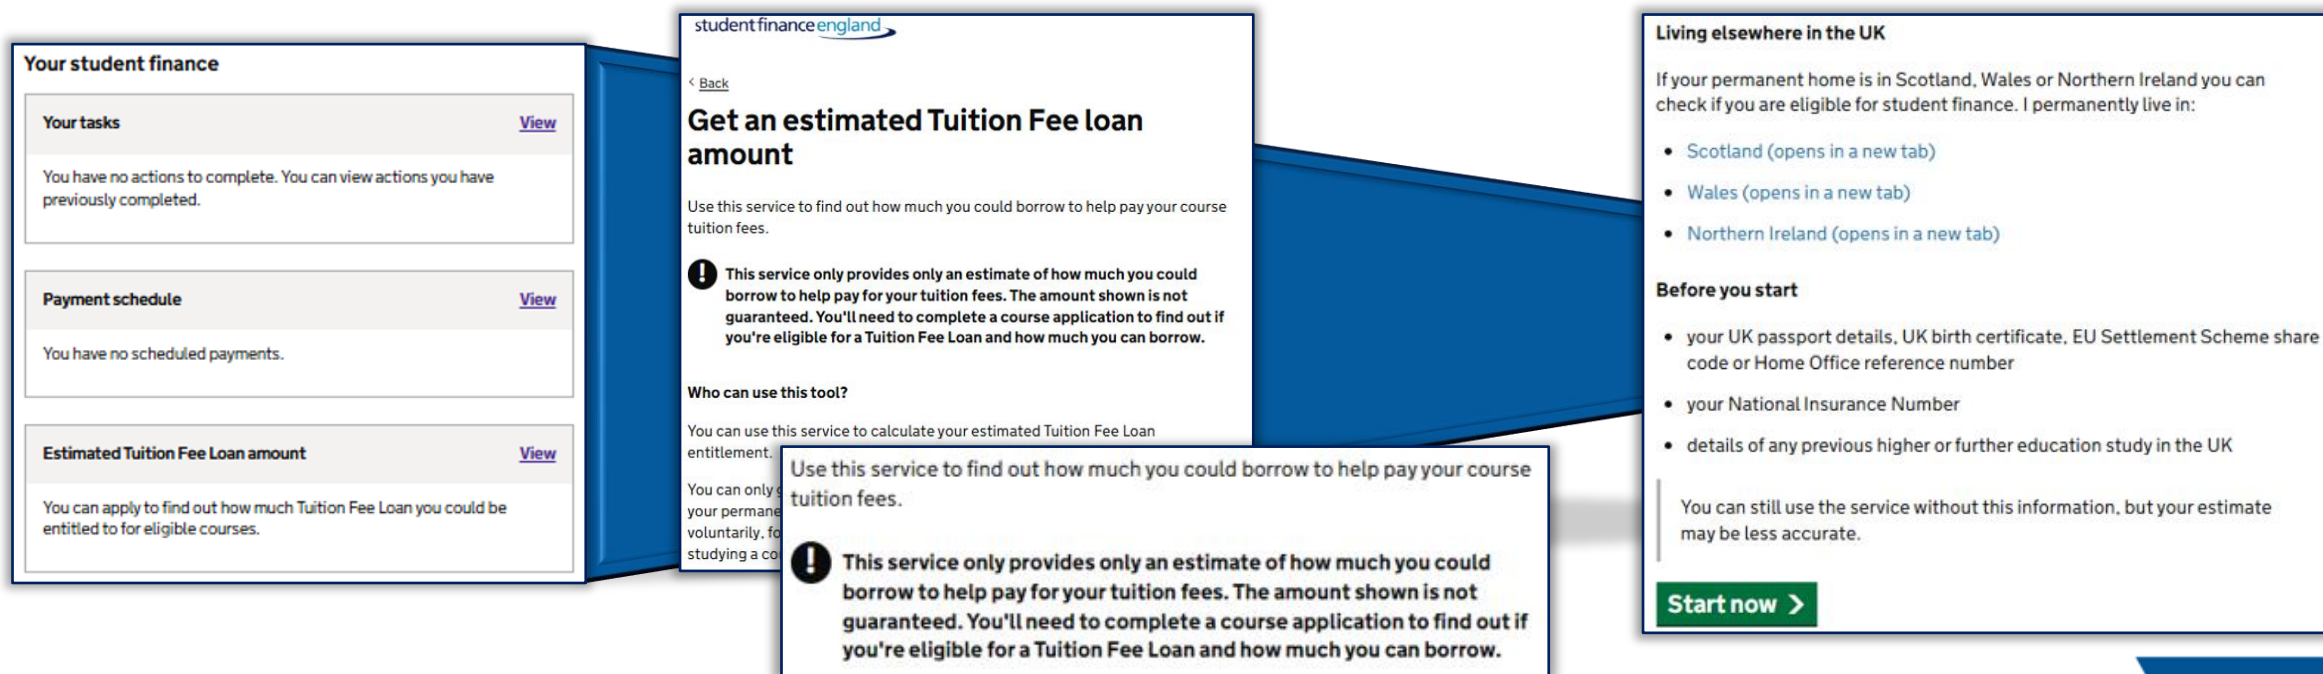 Your student finance
Your tasks
View
You have no actions to complete. You can view actions you have
previously completed.
Payment schedule
View
You have no scheduled payments.
Estimated Tuition Fee Loan amount
View
You can apply to find out how much Tuition Fee Loan you could be
entitled to for eligible courses.
studentfinanceengland
< Back
Get an estimated Tuition Fee loan
amount
Use this service to find out how much you could borrow to help pay your course
tuition fees.
! This service only provides only an estimate of how much you could
borrow to help pay for your tuition fees. The amount shown is not
guaranteed. You'll need to complete a course application to find out if
you're eligible for a Tuition Fee Loan and how much you can borrow.
Who can use this tool?
You can use this service to calculate your estimated Tuition Fee Loan
entitlement.
You can only
your
voluntarily,
studying a
Use this service to find out how much you could borrow to help pay your course
tuition fees.
! This service only provides only an estimate of how much you could
borrow to help pay for your tuition fees. The amount shown is not
guaranteed. You'll need to complete a course application to find out if
you're eligible for a Tuition Fee Loan and how much you can borrow.
Living elsewhere in the UK
If your permanent home is in Scotland, Wales or Northern Ireland you can
check if you are eligible for student finance. I permanently live in:
• Scotland (opens in a new tab)
• Wales (opens in a new tab)
• Northern Ireland (opens in a new tab)
Before you start
• your UK passport details, UK birth certificate, EU Settlement Scheme share
code or Home Office reference number
• your National Insurance Number
• details of any previous higher or further education study in the UK
You can still use the service without this information, but your estimate
may be less accurate.
Start now >